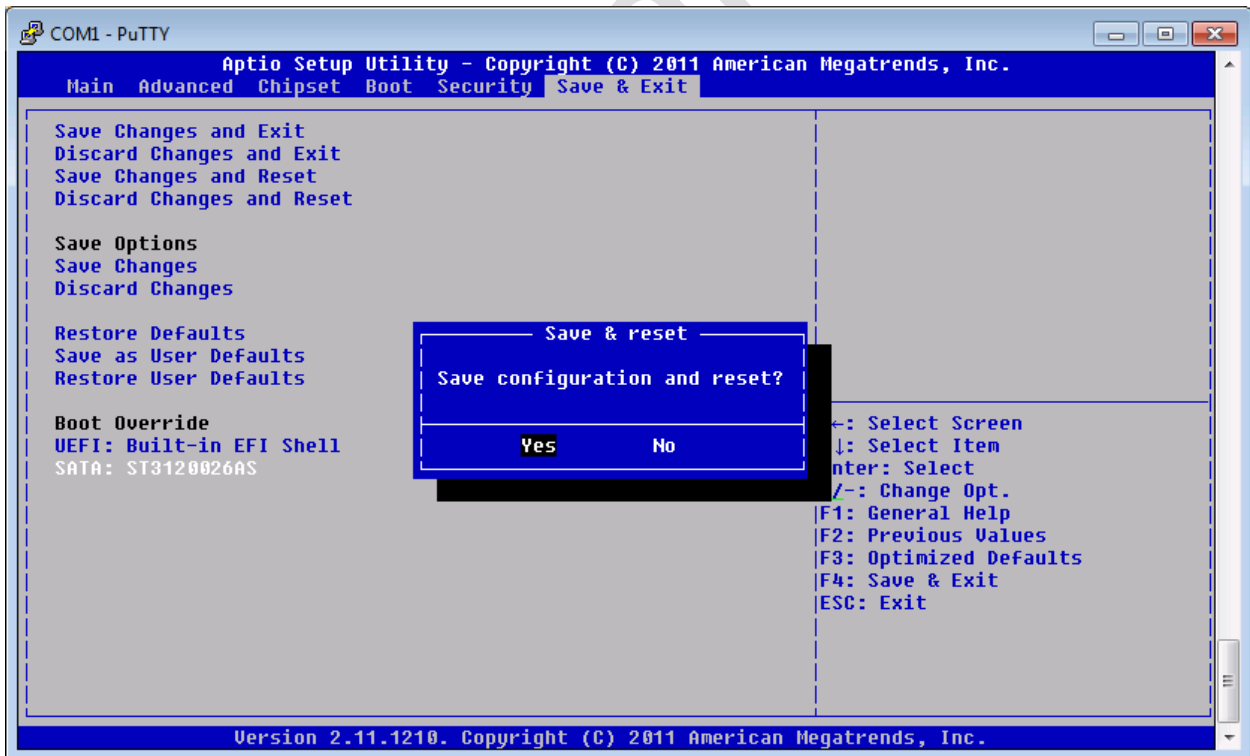 COM1 - PuTTY
Aptio Setup Utility - Copyright (C) 2011 American Megatrends, Inc.
Main Advanced Chipset Boot Security Save & Exit
Save Changes and Exit
Discard Changes and Exit
Save Changes and Reset
Discard Changes and Reset
Save Options
Save Changes
Discard Changes
Restore Defaults
Save as User Defaults
Restore User Defaults
Boot Override
UEFI: Built-in EFI Shell
SATA: ST3120026AS
Save & reset
Save configuration and reset?
Yes No
←: Select Screen
↓: Select Item
nter: Select
/-: Change Opt.
F1: General Help
F2: Previous Values
F3: Optimized Defaults
F4: Save & Exit
ESC: Exit
Version 2.11.1210. Copyright (C) 2011 American Megatrends, Inc.